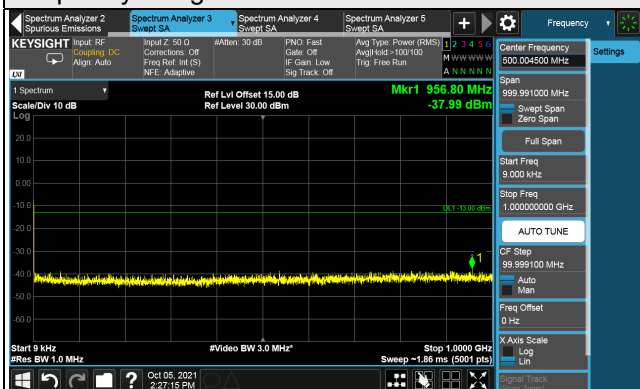 Spectrum Analyzer 2
Spurious Emissions
Spectrum Analyzer 3
Swept SA
Spectrum Analyzer 4
Swept SA
Spectrum Analyzer 5
Swept SA
Frequency
KEYSIGHT
Input: RF
Coupling: DC
Align: Auto
Input Z: 50 Ω
Corrections: Off
Freq Ref: Int (S)
NFE: Adaptive
#Atten: 30 dB
PNO: Fast
Gate: Off
IF Gain: Low
Sig Track: Off
Avg Type: Power (RMS)
Avg|Hold:>100/100
Trig: Free Run
1 2 3 4 5 6
M W W W W W
A N N N N N
LXI
Center Frequency
500.004500 MHz
Settings
Span
999.991000 MHz
Swept Span
Zero Span
Full Span
Start Freq
9.000 kHz
Stop Freq
1.000000000 GHz
AUTO TUNE
CF Step
99.999100 MHz
Auto
Man
Freq Offset
0 Hz
X Axis Scale
Log
Lin
Signal Track
1 Spectrum
Scale/Div 10 dB
Ref Lvl Offset 15.00 dB
Ref Level 30.00 dBm
Mkr1 956.80 MHz
-37.99 dBm
Log
20.0
10.0
0.00
-10.0
DL1 -13.00 dBm
-20.0
-30.0
1
-40.0
-50.0
-60.0
Start 9 kHz
#Res BW 1.0 MHz
#Video BW 3.0 MHz*
Stop 1.0000 GHz
Sweep ~1.86 ms (5001 pts)
?
Oct 05, 2021
2:27:15 PM